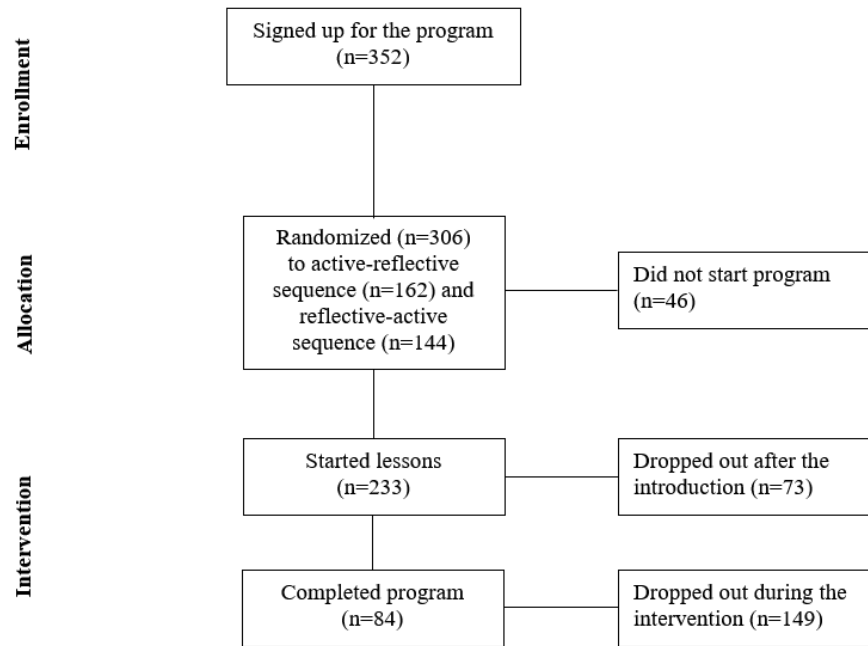 Enrollment
Signed up for the program
(n=352)
Allocation
Randomized (n=306)
to active-reflective
sequence (n=162) and
reflective-active
sequence (n=144)
Did not start program
(n=46)
Intervention
Started lessons
(n=233)
Dropped out after the
introduction (n=73)
Completed program
(n=84)
Dropped out during the
intervention (n=149)